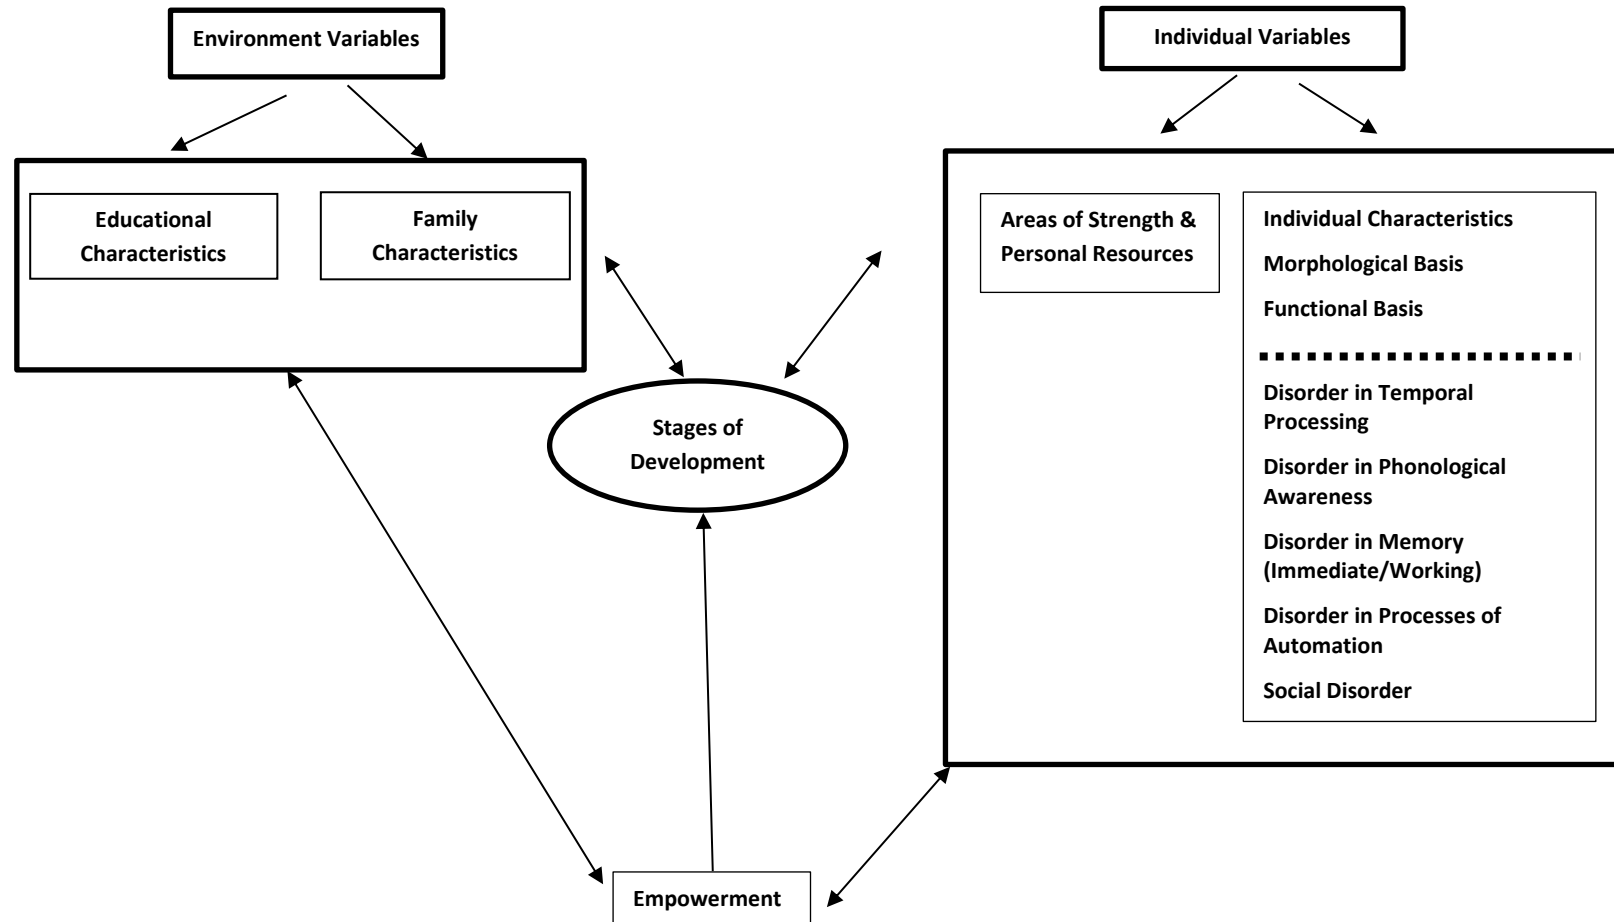 Environment Variables
Individual Variables
Educational
Characteristics
Family
Characteristics
Areas of Strength &
Personal Resources
Individual Characteristics
Morphological Basis
Functional Basis
Disorder in Temporal
Processing
Disorder in Phonological
Awareness
Disorder in Memory
(Immediate/Working)
Disorder in Processes of
Automation
Social Disorder
Stages of
Development
Empowerment